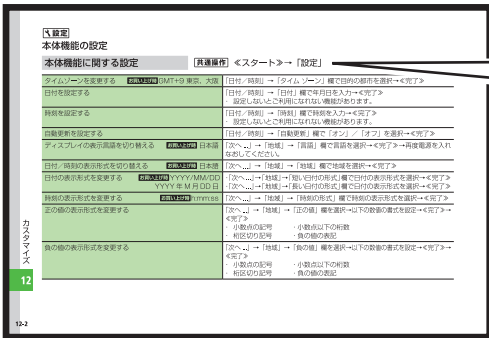 設定
本体機能の設定
本体機能に関する設定 共通操作 ≪スタート≫→「設定」
タイムゾーンを変更する お買い上げ時 GMT+9 東京、大阪 「日付／時刻」→「タイム ゾーン」欄で目的の都市を選択→≪完了≫
日付を設定する 「日付／時刻」→「日付」欄で年月日を入力→≪完了≫
・ 設定しないとご利用になれない機能があります。
時刻を設定する 「日付／時刻」→「時刻」欄で時刻を入力→≪完了≫
・ 設定しないとご利用になれない機能があります。
自動更新を設定する 「日付／時刻」→「自動更新」欄で「オン」／「オフ」を選択→≪完了≫
ディスプレイの表示言語を切り替える お買い上げ時 日本語 「次へ...」→「地域」→「言語」欄で言語を選択→≪完了≫→再度電源を入れ
なおしてください。
日付／時刻の表示形式を切り替える お買い上げ時 日本語 「次へ...」→「地域」→「地域」欄で地域を選択→≪完了≫
日付の表示形式を変更する お買い上げ時 YYYY/MM/DD 「次へ...」→「地域」→「短い日付の形式」欄で日付の表示形式を選択→≪完了≫
YYYY 年 M 月 DD 日 「次へ...」→「地域」→「長い日付の形式」欄で日付の表示形式を選択→≪完了≫
時刻の表示形式を変更する お買い上げ時 h:mm:ss 「次へ...」→「地域」→「時刻の形式」欄で時刻の表示形式を選択→≪完了≫
正の値の表示形式を変更する 「次へ...」→「地域」→「正の値」欄を選択→以下の数値の書式を設定→≪完了≫→
≪完了≫
・ 小数点の記号 ・小数点以下の桁数
・ 桁区切り記号 ・負の値の表記
負の値の表示形式を変更する 「次へ...」→「地域」→「負の値」欄を選択→以下の数値の書式を設定→≪完了≫→
≪完了≫
・ 小数点の記号 ・小数点以下の桁数
・ 桁区切り記号 ・負の値の表記
カスタマイズ
12
12-2